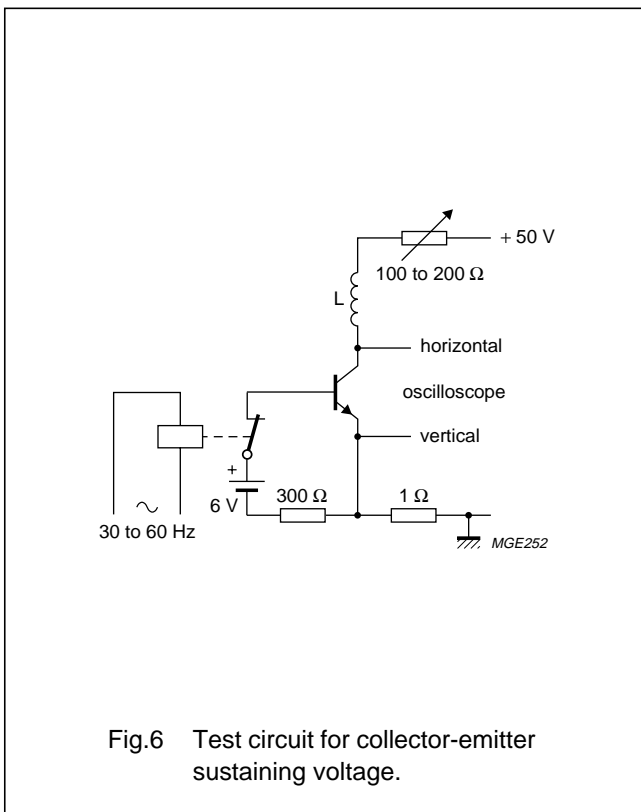 + 50 V
100 to 200 Ω
L
horizontal
oscilloscope
vertical
+
6 V
300 Ω
1 Ω
30 to 60 Hz
MGE252
Fig.6 Test circuit for collector-emitter
sustaining voltage.